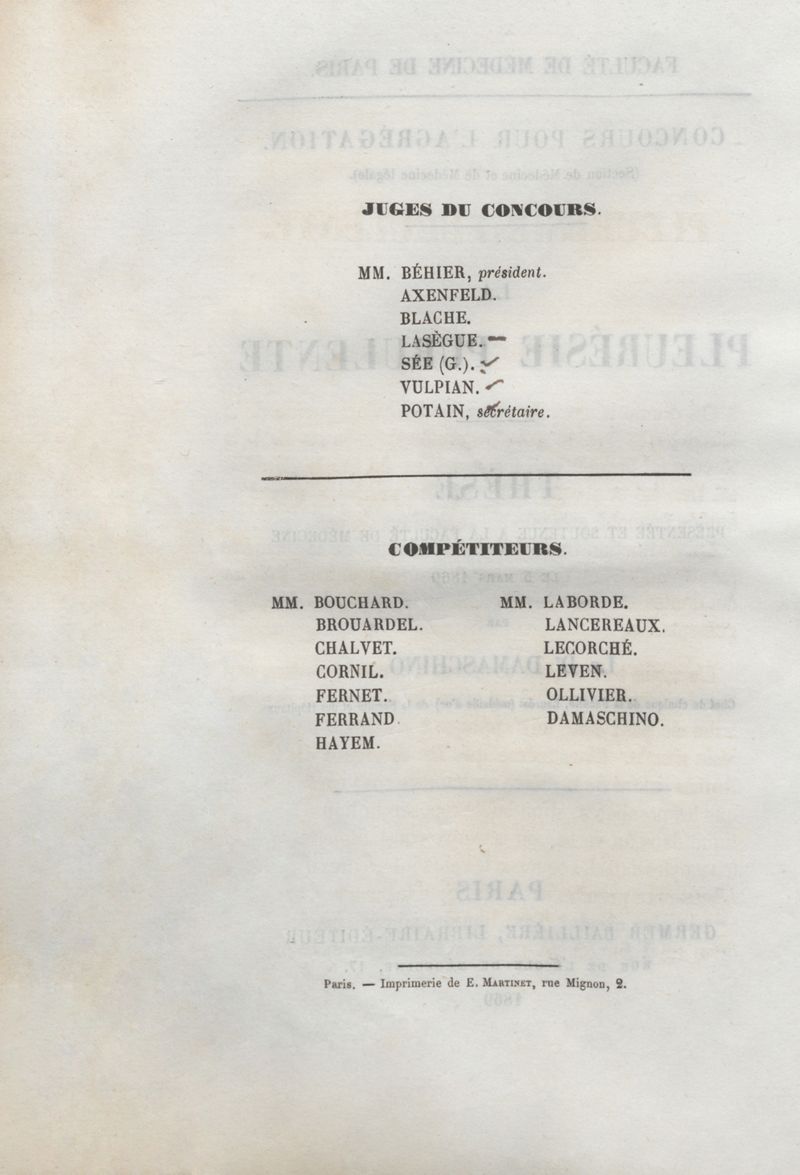 JUGES DU CONCOURS.
MM. BÉHIER, président.
AXENFELD.
BLACHE.
LASÈGUE.
SÉE (G.).
VULPIAN.
POTAIN, secrétaire.
COMPÉTITEURS.
MM. BOUCHARD.
BROUARDEL.
CHALVET.
CORNIL.
FERNET.
FERRAND.
HAYEM.
MM. LABORDE.
LANCEREAUX.
LECORCHÉ.
LEVEN.
OLLIVIER.
DAMASCHINO.
Paris. — Imprimerie de E. MARTINET, rue Mignon, 2.